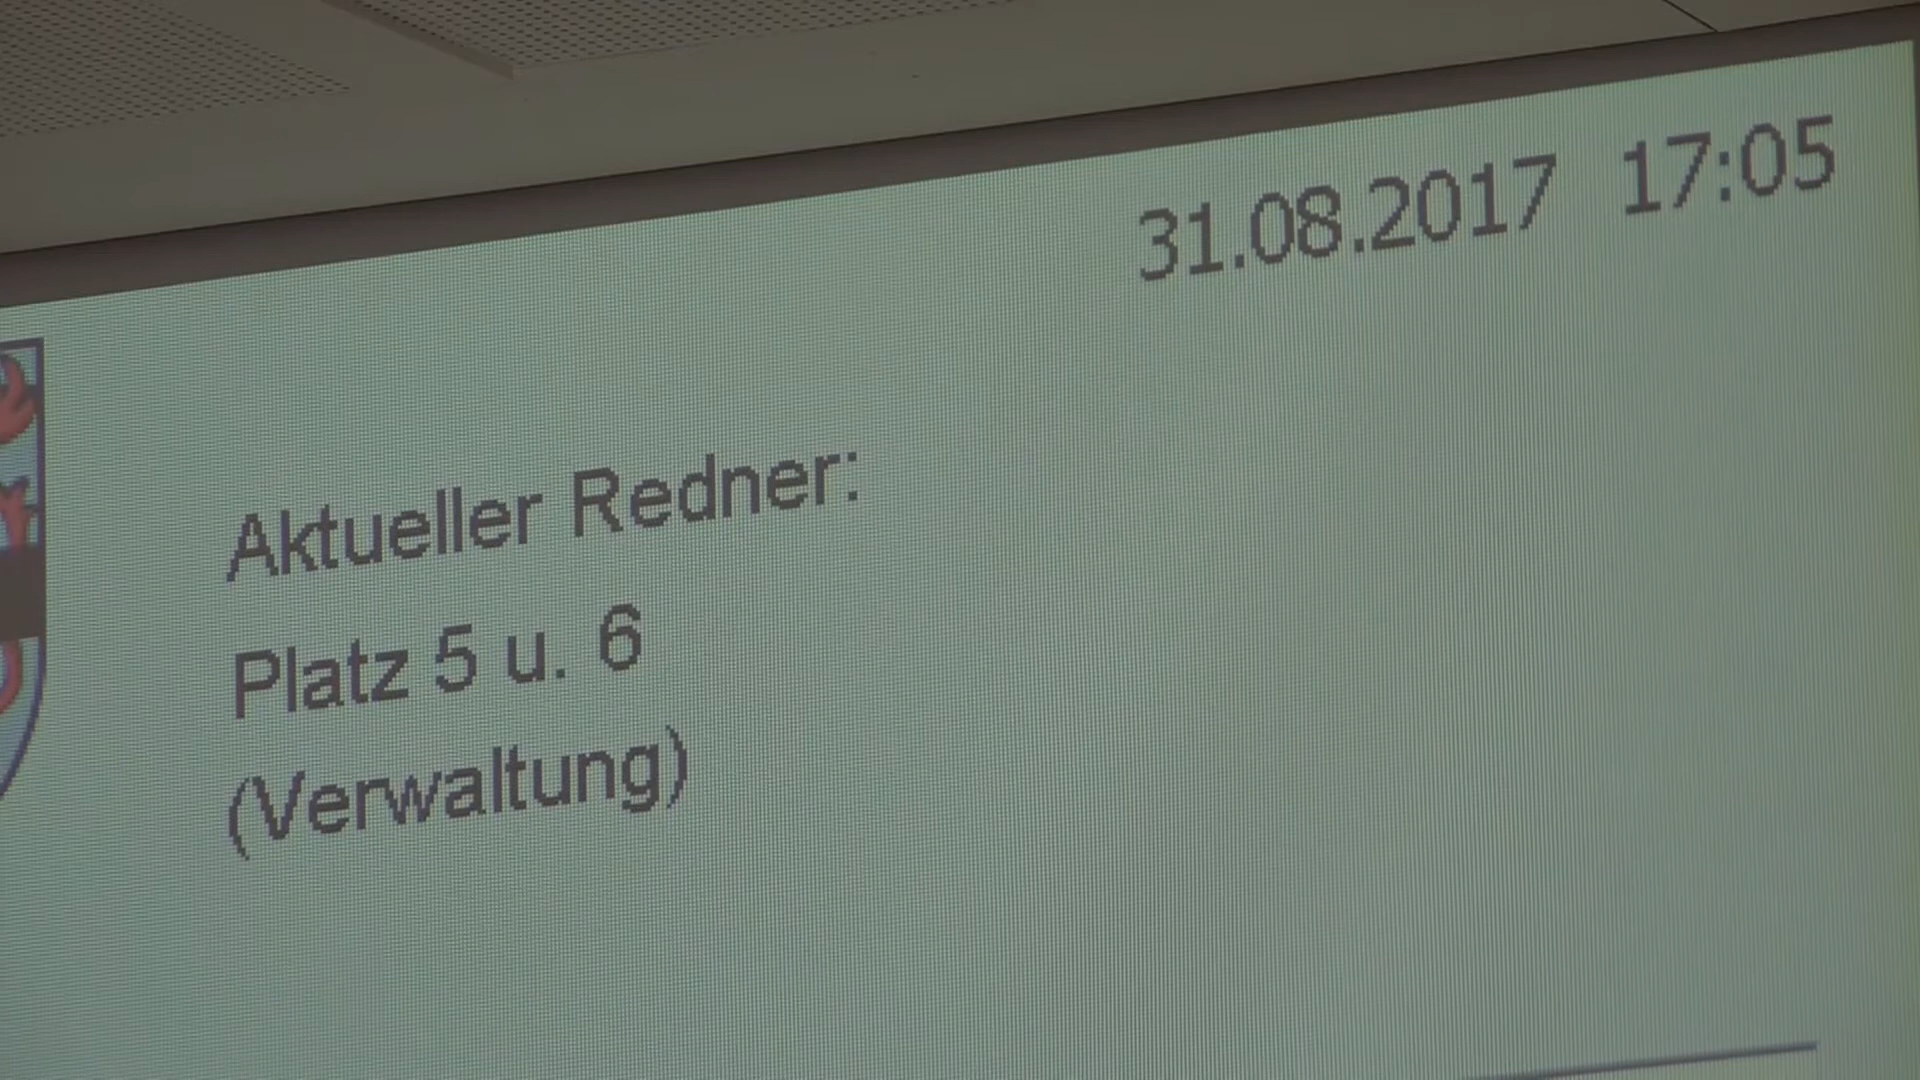 31.08.2017 17:05
Aktueller Redner:
Platz 5 u. 6
(Verwaltung)